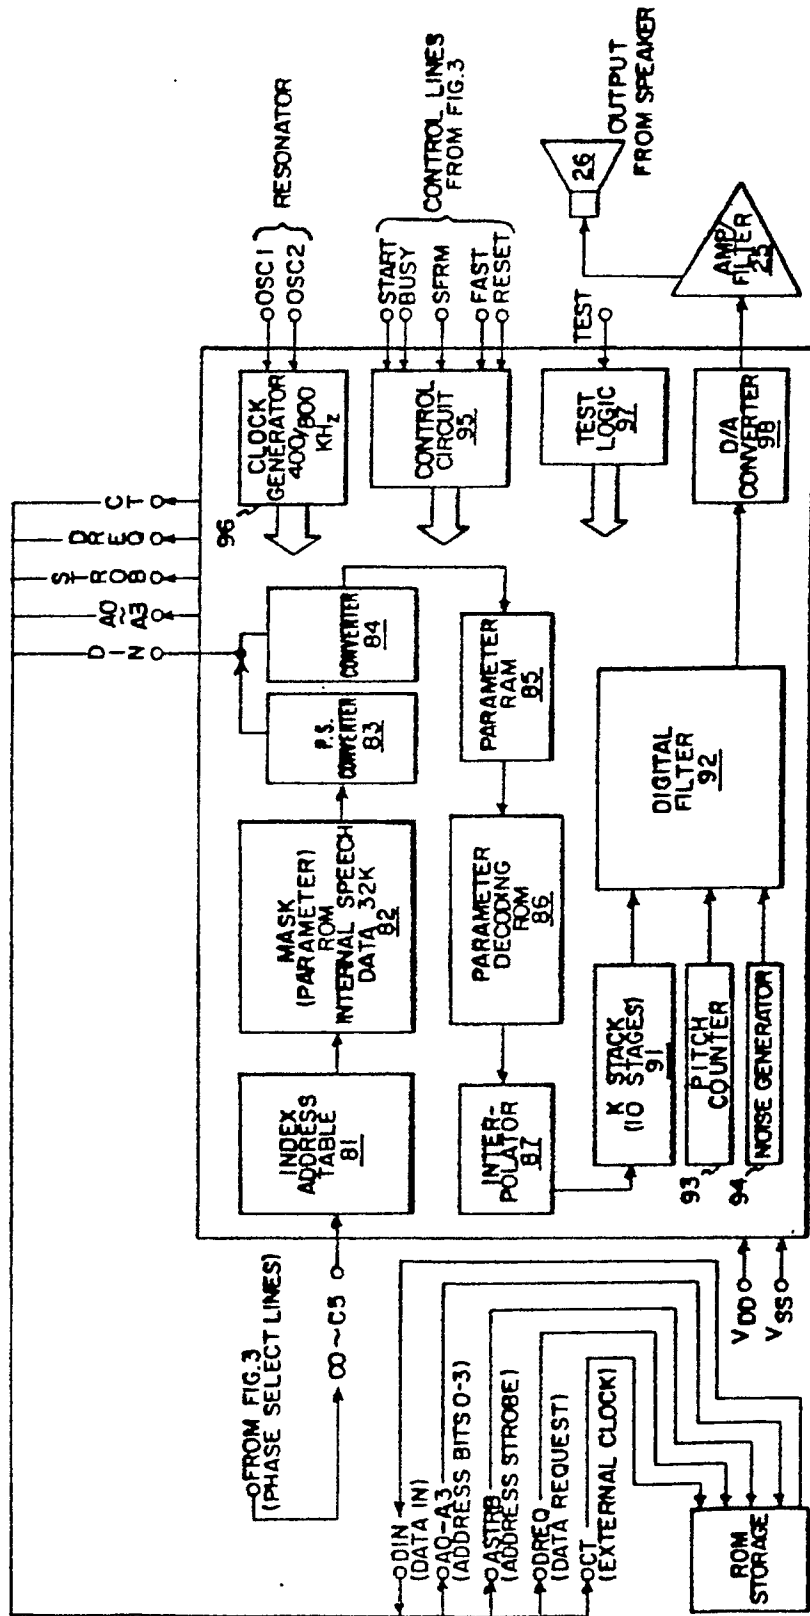 FROM FIG.3
(PHASE SELECT LINES)
C0~C5
DIN
(DATA IN)
A0-A3
(ADDRESS BITS 0-3)
ASTRB
(ADDRESS STROBE)
DREQ
(DATA REQUEST)
CT
(EXTERNAL CLOCK)
ROM
STORAGE
VDD
VSS
DIN
A0~A3
STROB
DREQ
CT
INDEX
ADDRESS
TABLE
81
MASK
(PARAMETER)
ROM
INTERNAL SPEECH
DATA 32K
82
P.S.
CONVERTER
83
CONVERTER
84
96
CLOCK
GENERATOR
400/800
KHz
OSC1
OSC2
RESONATOR
INTER-
POLATOR
87
PARAMETER
DECODING
ROM
86
PARAMETER
RAM
85
CONTROL
CIRCUIT
95
START
BUSY
SFRM
FAST
RESET
CONTROL LINES
FROM FIG.3
K STACK
(10 STAGES)
91
93
PITCH
COUNTER
94
NOISE GENERATOR
DIGITAL
FILTER
92
TEST
LOGIC
97
TEST
D/A
CONVERTER
98
AMP/
FILTER
25
26
OUTPUT
FROM SPEAKER